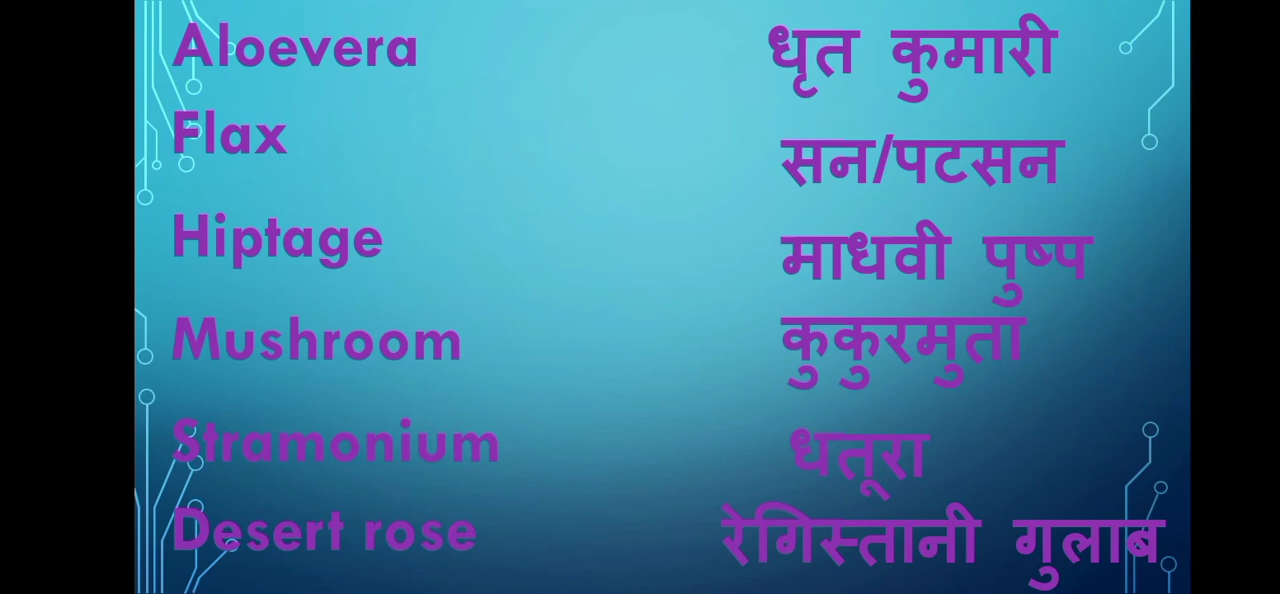 Aloevera धृत कुमारी
Flax सन/पटसन
Hiptage माधवी पुष्प
Mushroom कुकुरमुता
Stramonium धतूरा
Desert rose रेगिस्तानी गुलाब